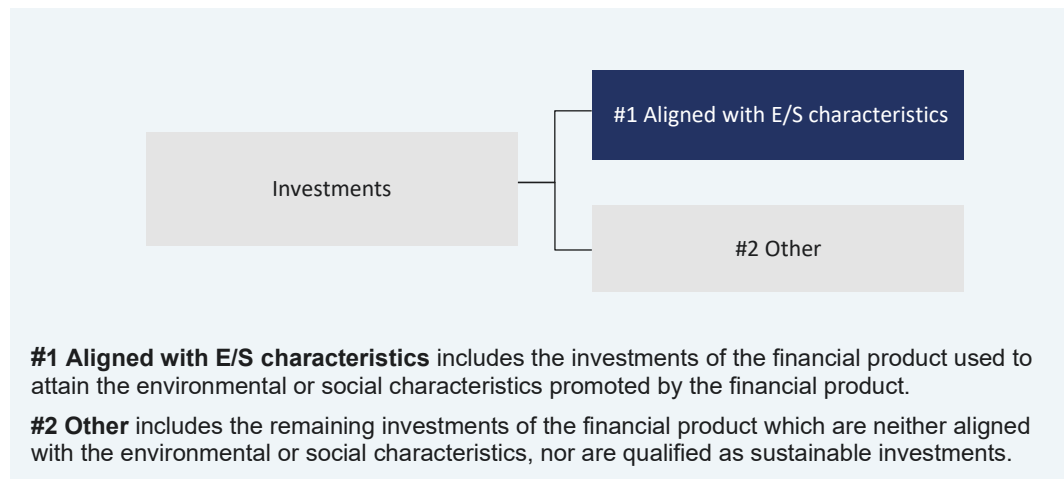 #1 Aligned with E/S characteristics
Investments
#2 Other
#1 Aligned with E/S characteristics includes the investments of the financial product used to
attain the environmental or social characteristics promoted by the financial product.
#2 Other includes the remaining investments of the financial product which are neither aligned
with the environmental or social characteristics, nor are qualified as sustainable investments.